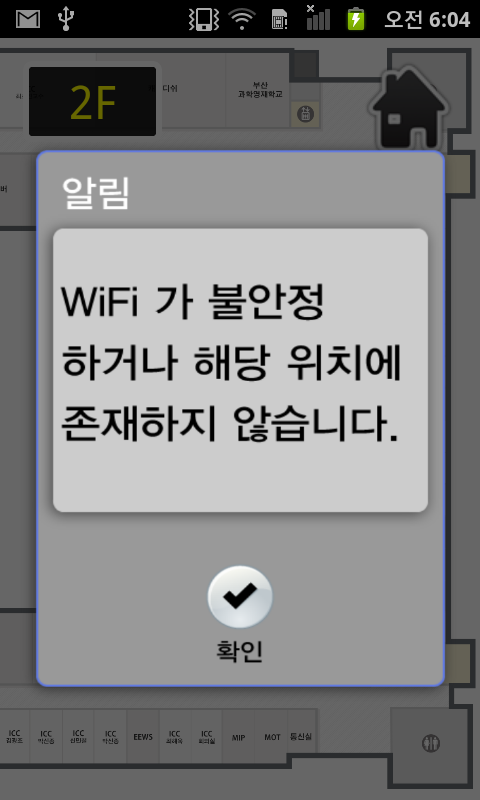 오전 6:04
2F
디쉬
부산
과학영재학교
알림
WiFi 가 불안정
하거나 해당 위치에
존재하지 않습니다.
확인
ICC
ICC
ICC
ICC
EEWS
ICC
ICC
MIP
MOT
통신실